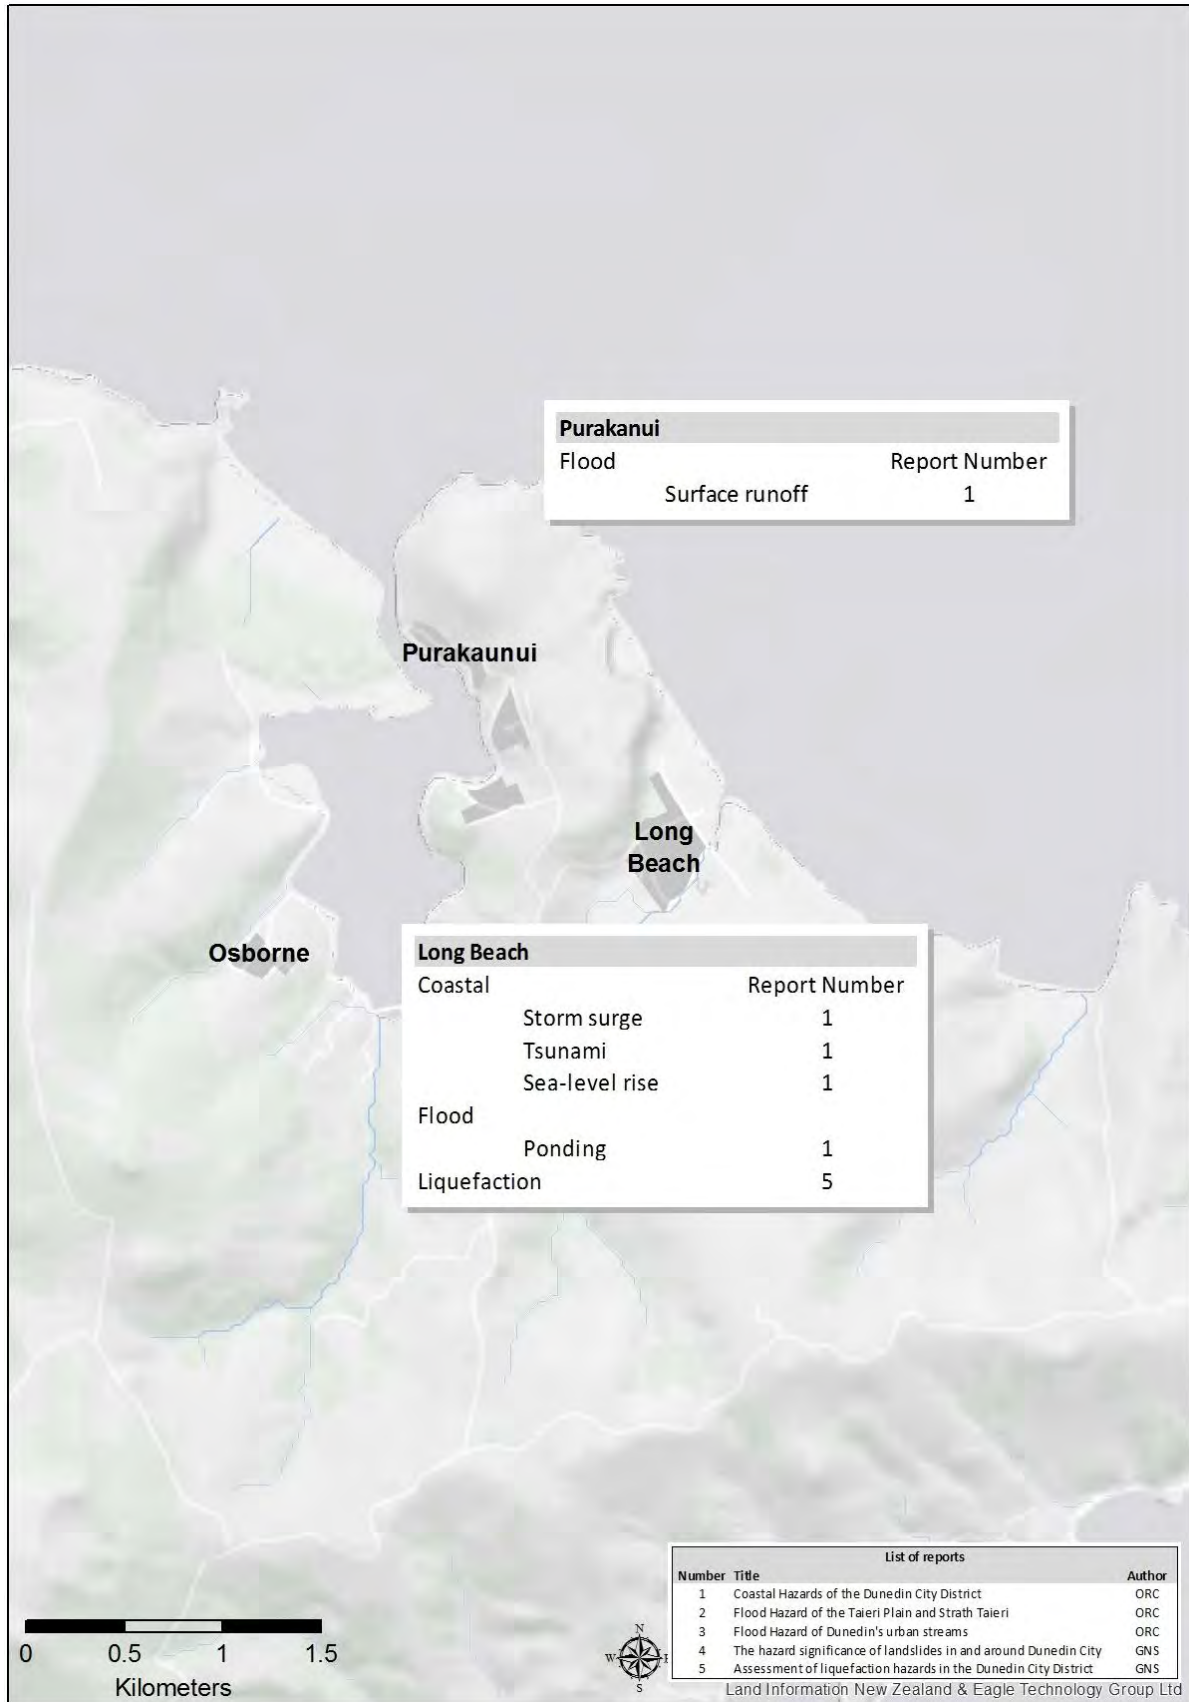 Purakanui
Flood Report Number
Surface runoff 1
Purakaunui
Long
Beach
Osborne
Long Beach
Coastal Report Number
Storm surge 1
Tsunami 1
Sea-level rise 1
Flood
Ponding 1
Liquefaction 5
List of reports
Number Title Author
1 Coastal Hazards of the Dunedin City District ORC
2 Flood Hazard of the Taieri Plain and Strath Taieri ORC
3 Flood Hazard of Dunedin's urban streams ORC
4 The hazard significance of landslides in and around Dunedin City GNS
5 Assessment of liquefaction hazards in the Dunedin City District GNS
0 0.5 1 1.5
Kilometers
N
W
S
Land Information New Zealand & Eagle Technology Group Ltd